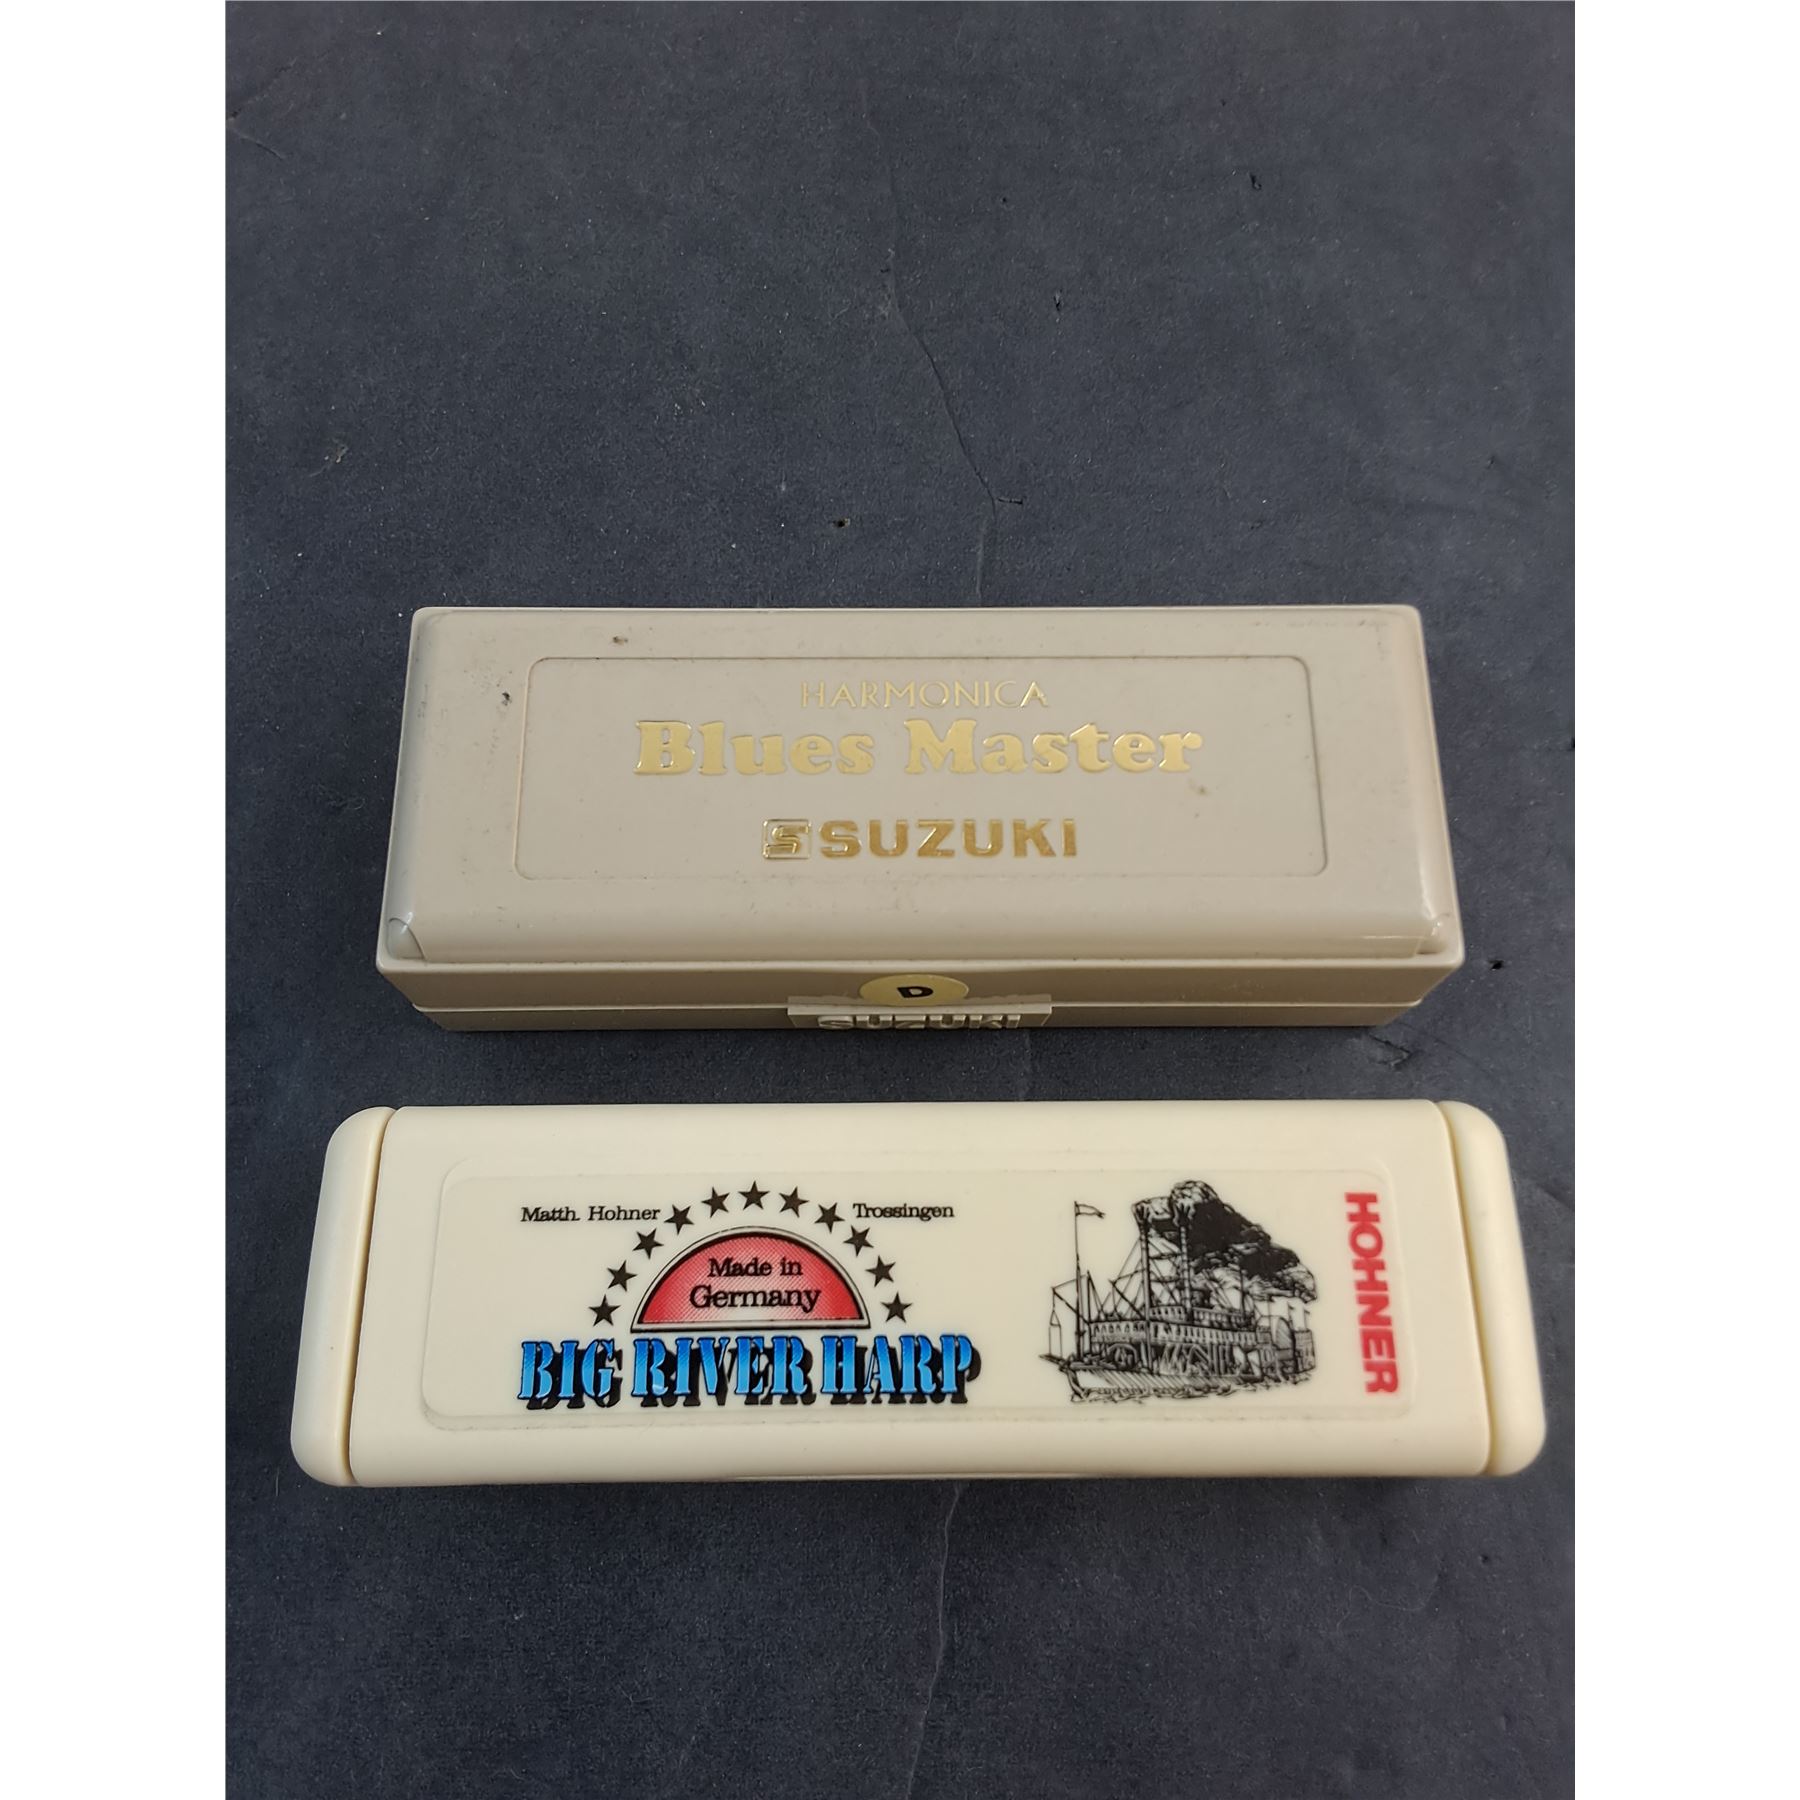 HARMONICA
Blues Master
S SUZUKI
D
SUZUKI
Matth. Hohner Trossingen
Made in
Germany
BIG RIVER HARP
HOHNER